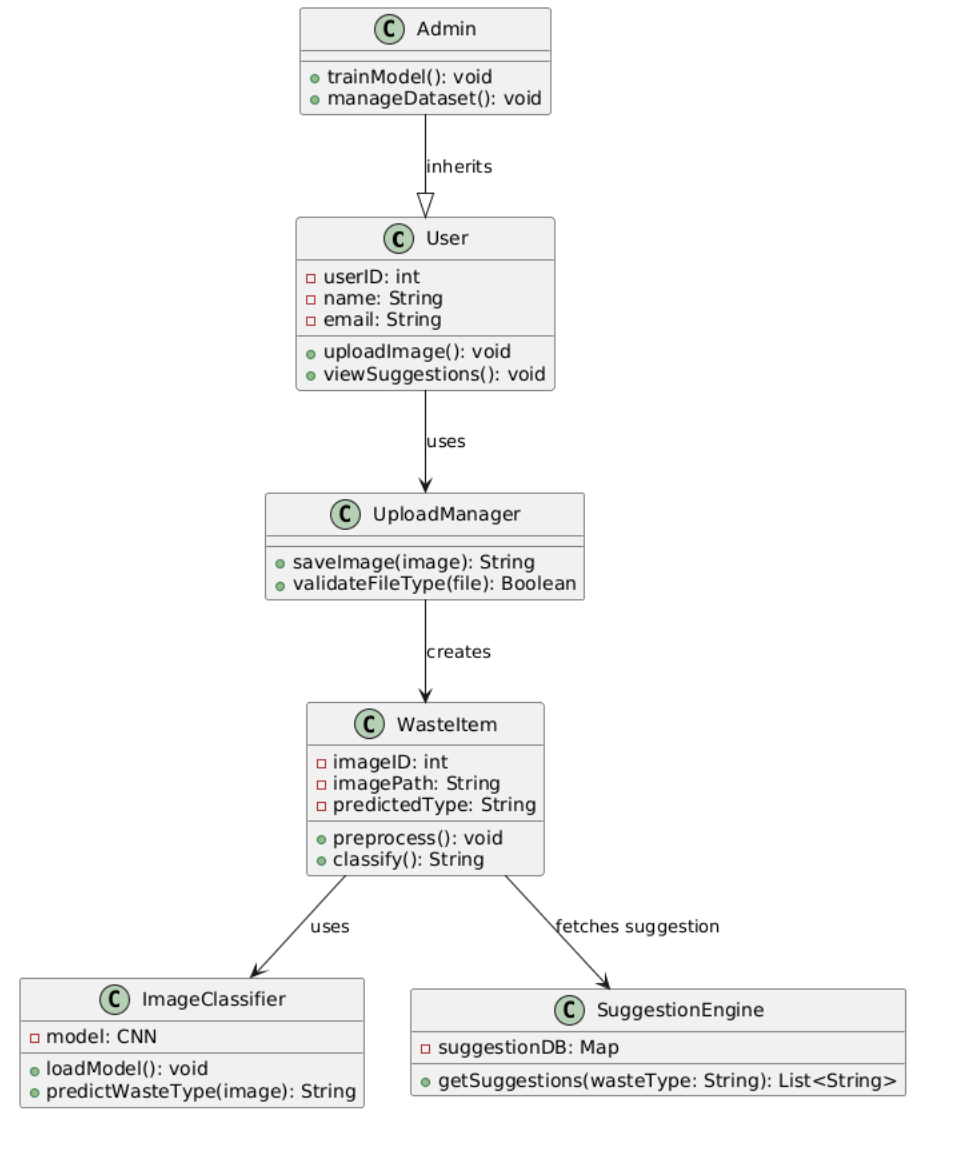 C Admin
trainModel(): void
manageDataset(): void
inherits
C User
userID: int
name: String
email: String
uploadImage(): void
viewSuggestions(): void
uses
C UploadManager
saveImage(image): String
validateFileType(file): Boolean
creates
C WasteItem
imageID: int
imagePath: String
predictedType: String
preprocess(): void
classify(): String
uses
fetches suggestion
C ImageClassifier
model: CNN
loadModel(): void
predictWasteType(image): String
C SuggestionEngine
suggestionDB: Map
getSuggestions(wasteType: String): List<String>